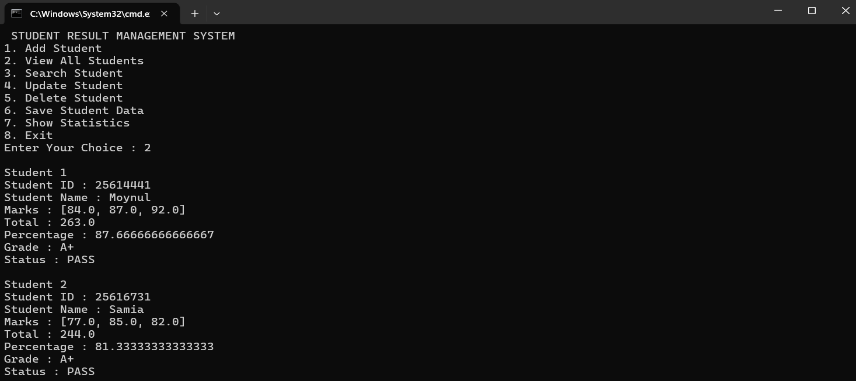 C:\Windows\System32\cmd.e
STUDENT RESULT MANAGEMENT SYSTEM
1. Add Student
2. View All Students
3. Search Student
4. Update Student
5. Delete Student
6. Save Student Data
7. Show Statistics
8. Exit
Enter Your Choice : 2

Student 1
Student ID : 25614441
Student Name : Moynul
Marks : [84.0, 87.0, 92.0]
Total : 263.0
Percentage : 87.66666666666667
Grade : A+
Status : PASS

Student 2
Student ID : 25616731
Student Name : Samia
Marks : [77.0, 85.0, 82.0]
Total : 244.0
Percentage : 81.33333333333333
Grade : A+
Status : PASS